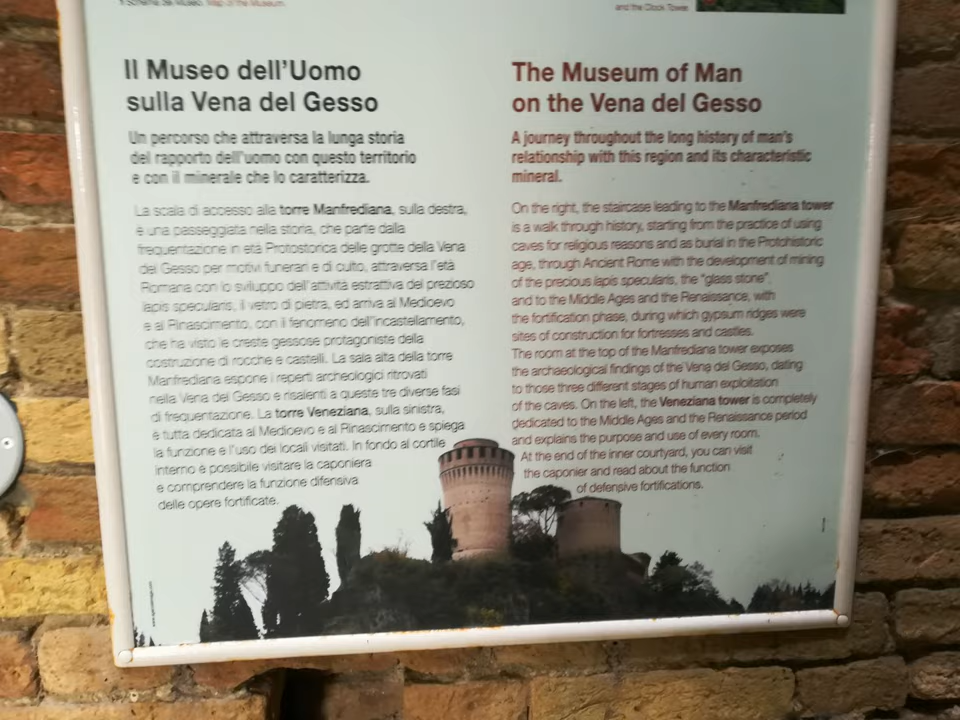 Il Museo dell'Uomo
sulla Vena del Gesso
Un percorso che attraversa la lunga storia
del rapporto dell'uomo con questo territorio
e con il minerale che lo caratterizza.
La scala di accesso alla torre Manfrediana, sulla destra,
è una passeggiata nella storia, che parte dalla
frequentazione in età Protostorica delle grotte della Vena
del Gesso per motivi funerari e di culto, attraversa l'età
Romana con lo sviluppo dell'attività estrattiva del prezioso
lapis specularis, il vetro di pietra, ed arriva al Medioevo
e al Rinascimento, con il fenomeno dell'incastellamento,
che ha visto le creste gessose protagoniste della
costruzione di rocche e castelli. La sala alta della torre
Manfrediana espone i reperti archeologici ritrovati
nella Vena del Gesso e risalenti a queste tre diverse fasi
di frequentazione. La torre Veneziana, sulla sinistra,
è tutta dedicata al Medioevo e al Rinascimento e spiega
la funzione e l'uso dei locali visitati. In fondo al cortile
interno è possibile visitare la caponiera
e comprendere la funzione difensiva
delle opere fortificate.
and the Clock Tower
The Museum of Man
on the Vena del Gesso
A journey throughout the long history of man's
relationship with this region and its characteristic
mineral.
On the right, the staircase leading to the Manfrediana tower
is a walk through history, starting from the practice of using
caves for religious reasons and as burial in the Protohistoric
age, through Ancient Rome with the development of mining
of the precious lapis specularis, the "glass stone",
and to the Middle Ages and the Renaissance, with
the fortification phase, during which gypsum ridges were
sites of construction for fortresses and castles.
The room at the top of the Manfrediana tower exposes
the archaeological findings of the Vena del Gesso, dating
to those three different stages of human exploitation
of the caves. On the left, the Veneziana tower is completely
dedicated to the Middle Ages and the Renaissance period
and explains the purpose and use of every room.
At the end of the inner courtyard, you can visit
the caponier and read about the function
of defensive fortifications.